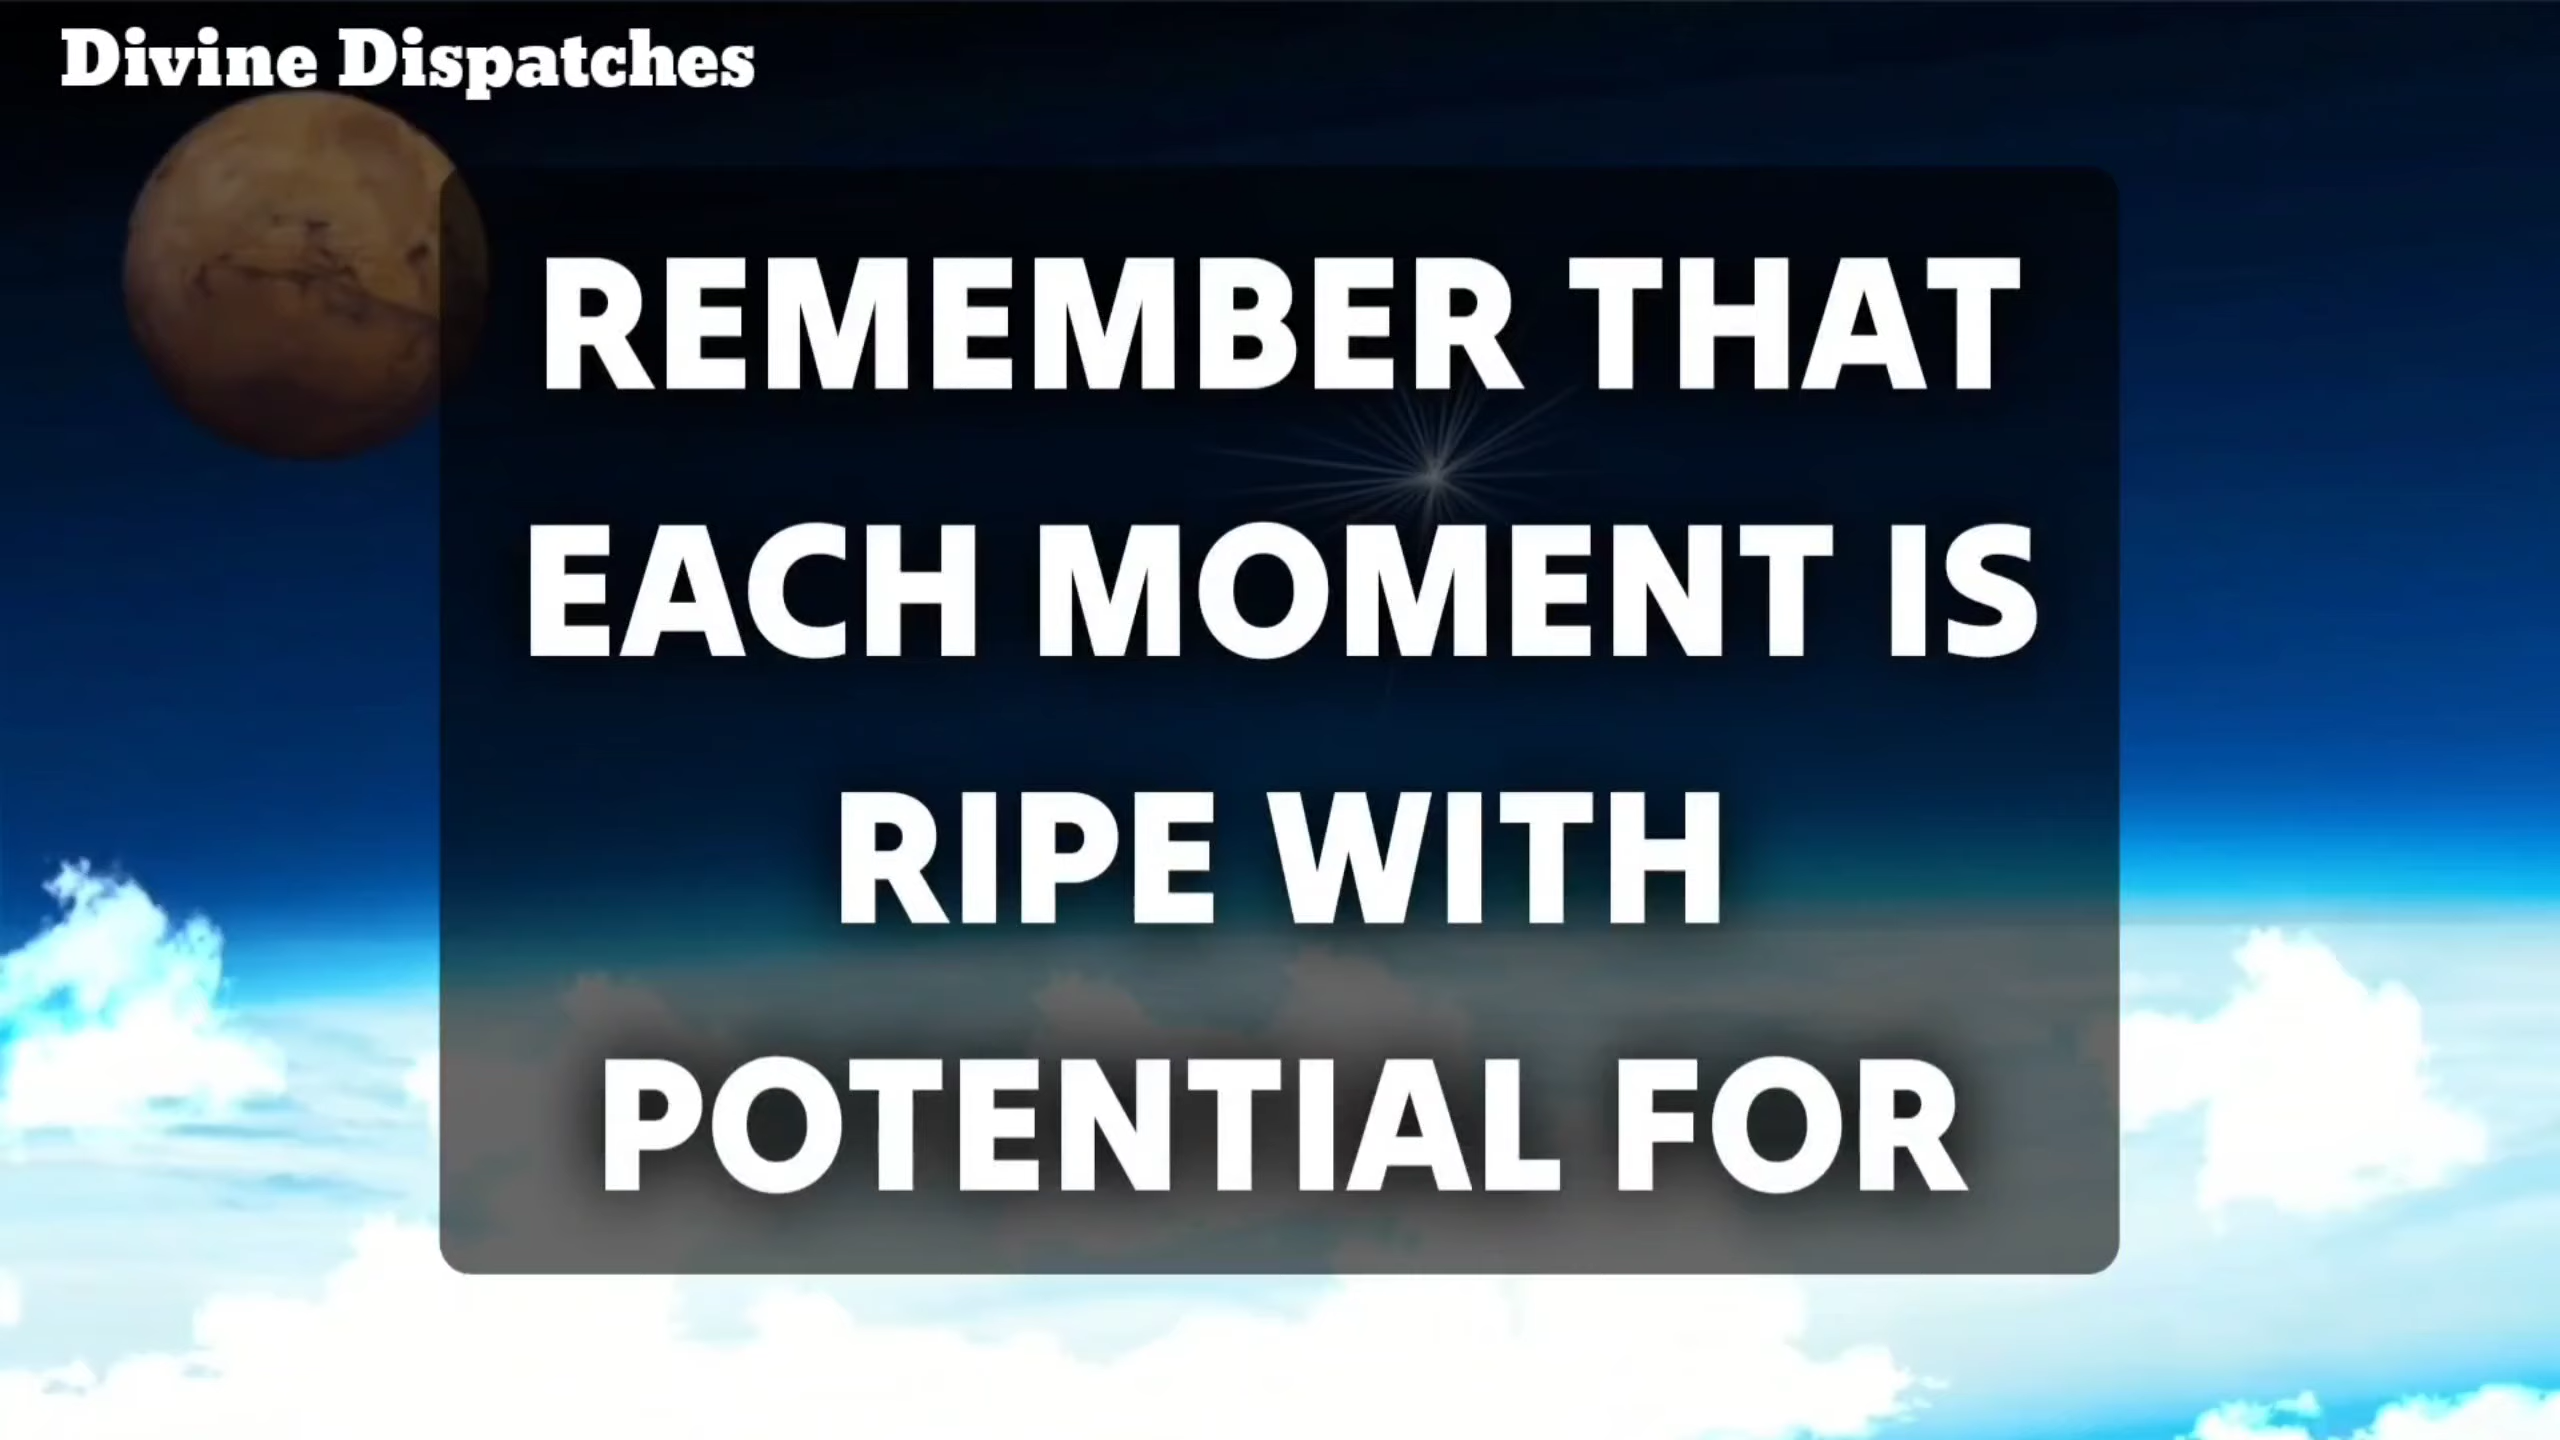 Divine Dispatches
REMEMBER THAT
EACH MOMENT IS
RIPE WITH
POTENTIAL FOR